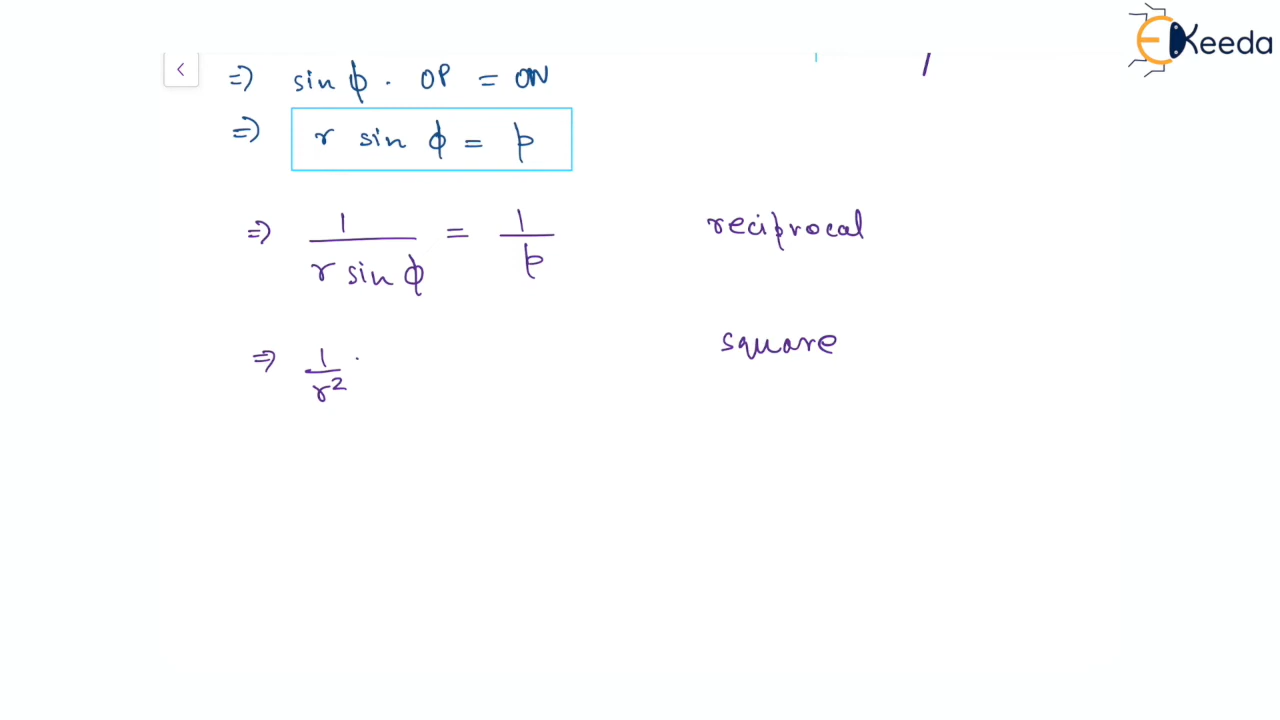 EKeeda
=> sin ϕ · OP = ON
=> r sin ϕ = p
=> 1/(r sin ϕ) = 1/p reciprocal
=> 1/r² · square